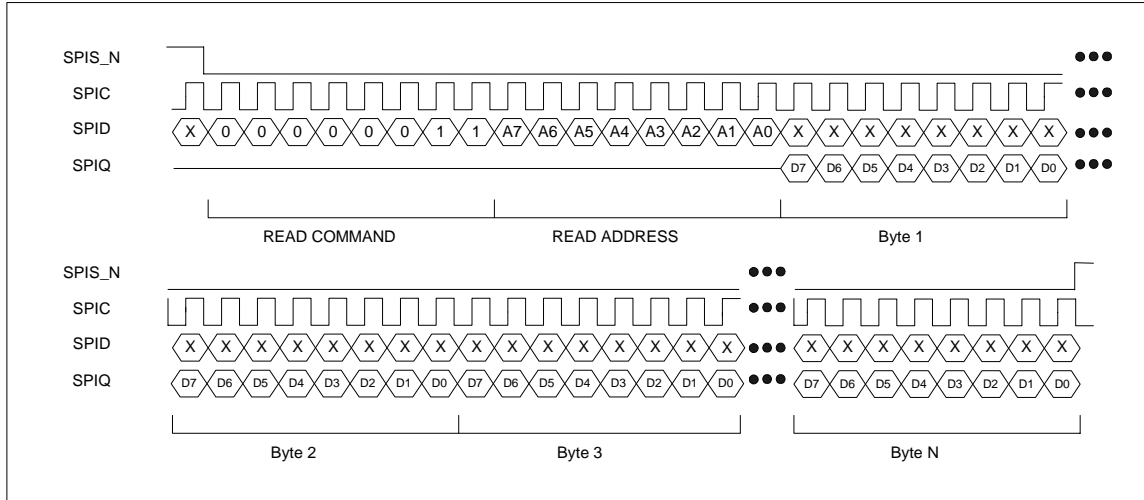 SPIS_N
SPIC
SPID X 0 0 0 0 0 0 1 1 A7 A6 A5 A4 A3 A2 A1 A0 X X X X X X X X
SPIQ D7 D6 D5 D4 D3 D2 D1 D0
READ COMMAND READ ADDRESS Byte 1
SPIS_N
SPIC
SPID X X X X X X X X X X X X X X X X X X X X X X X X
SPIQ D7 D6 D5 D4 D3 D2 D1 D0 D7 D6 D5 D4 D3 D2 D1 D0 D7 D6 D5 D4 D3 D2 D1 D0
Byte 2 Byte 3 Byte N